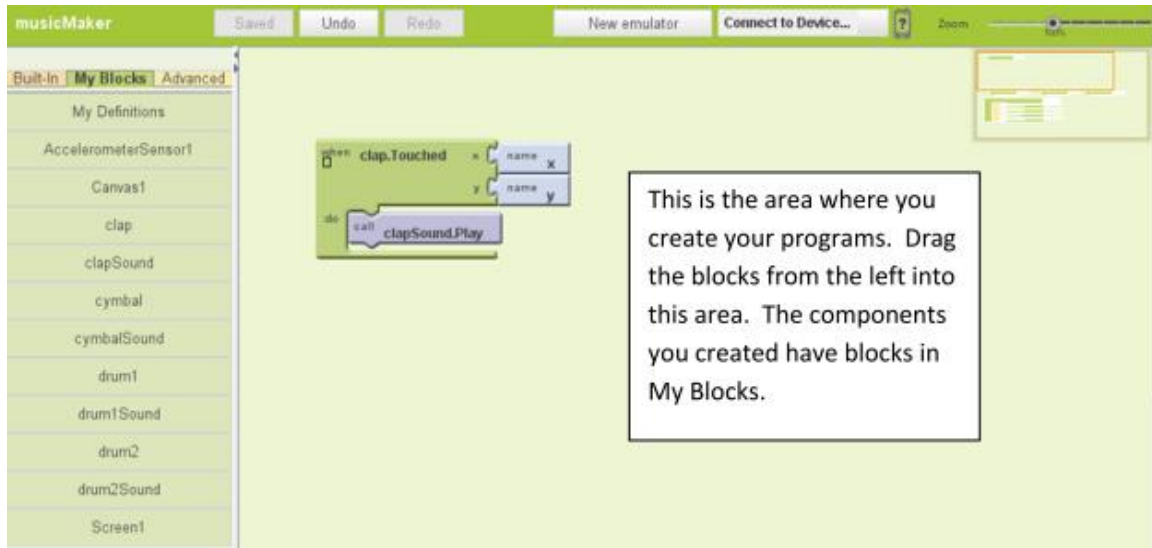 musicMaker Saved Undo Redo New emulator Connect to Device... ? Zoom
Built-In My Blocks Advanced
My Definitions
AccelerometerSensor1
Canvas1
clap
clapSound
cymbal
cymbalSound
drum1
drum1Sound
drum2
drum2Sound
Screen1
when clap.Touched x name x
y name y
do call clapSound.Play
This is the area where you
create your programs. Drag
the blocks from the left into
this area. The components
you created have blocks in
My Blocks.